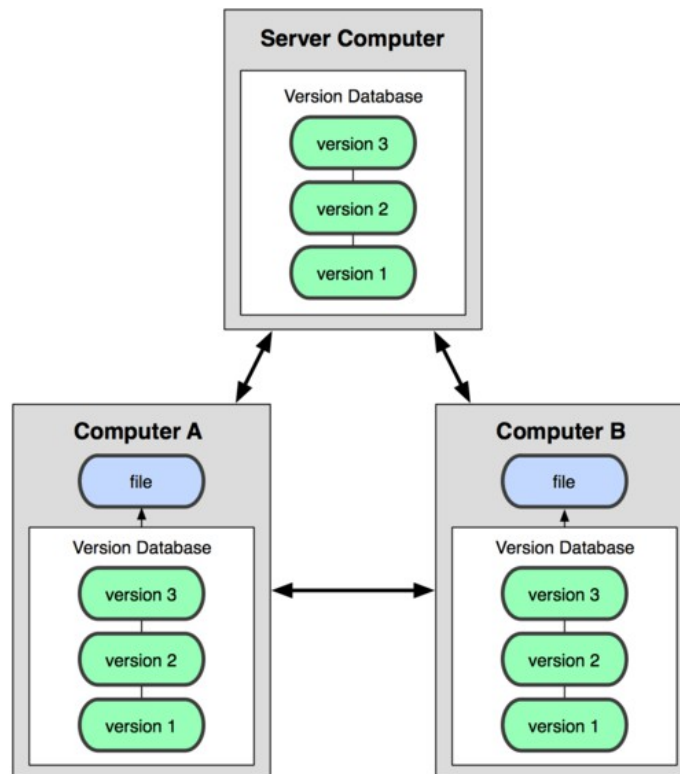 Server Computer
Version Database
version 3
version 2
version 1
Computer A
file
Version Database
version 3
version 2
version 1
Computer B
file
Version Database
version 3
version 2
version 1